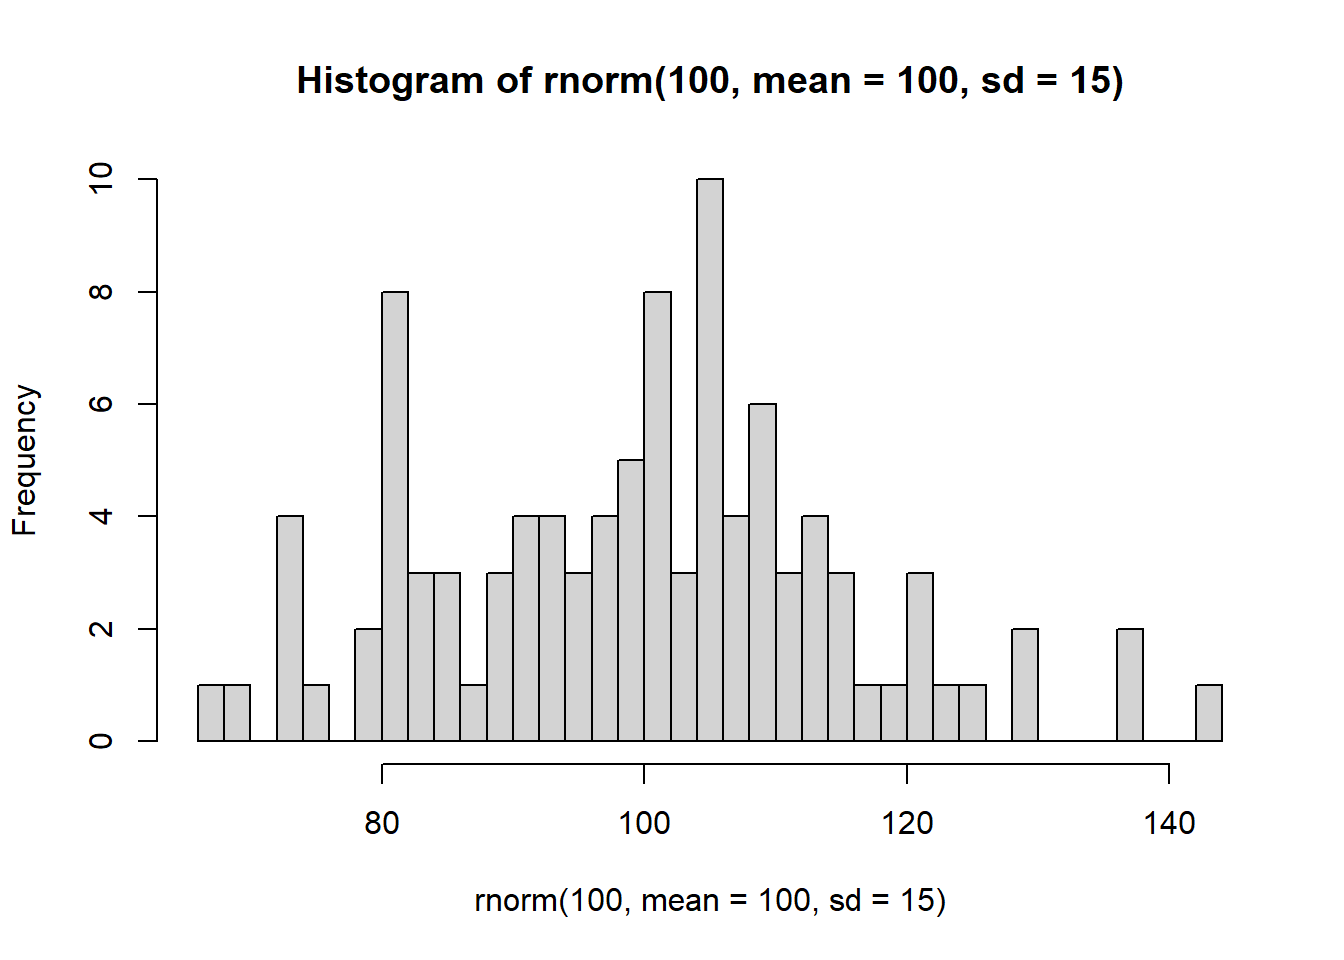 Histogram of rnorm(100, mean = 100, sd = 15)
Frequency
10
8
6
4
2
0
80 100 120 140
rnorm(100, mean = 100, sd = 15)